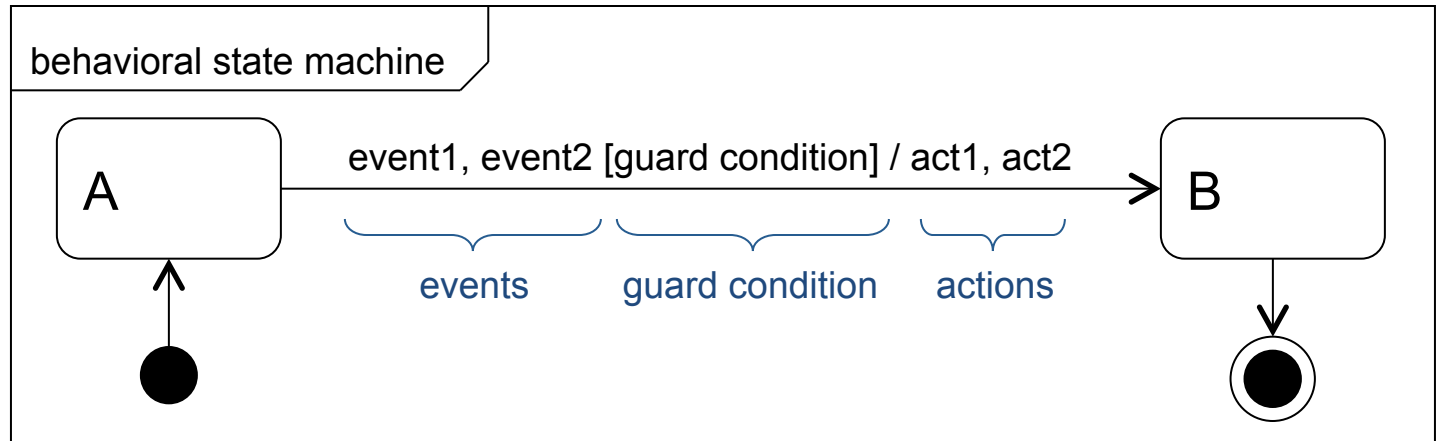 behavioral state machine
event1, event2 [guard condition] / act1, act2
A
B
events
guard condition
actions